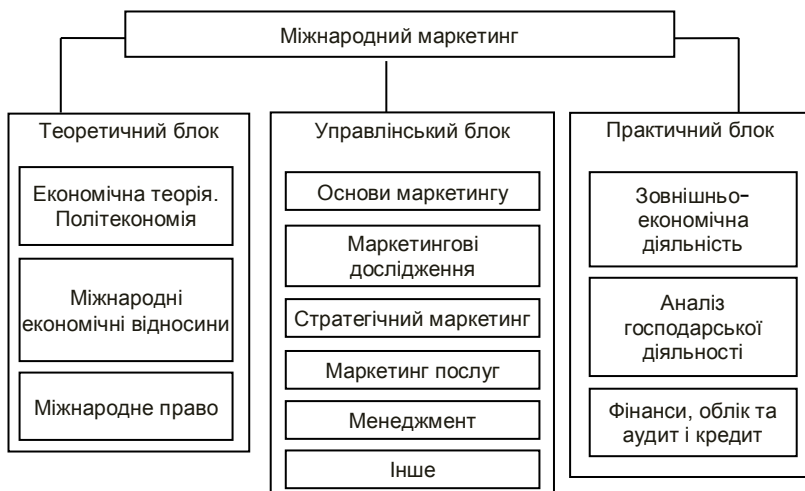 Міжнародний маркетинг
Теоретичний блок
Економічна теорія.
Політекономія
Міжнародні
економічні відносини
Міжнародне право
Управлінський блок
Основи маркетингу
Маркетингові
дослідження
Стратегічний маркетинг
Маркетинг послуг
Менеджмент
Інше
Практичний блок
Зовнішньо-
економічна
діяльність
Аналіз
господарської
діяльності
Фінанси, облік та
аудит і кредит